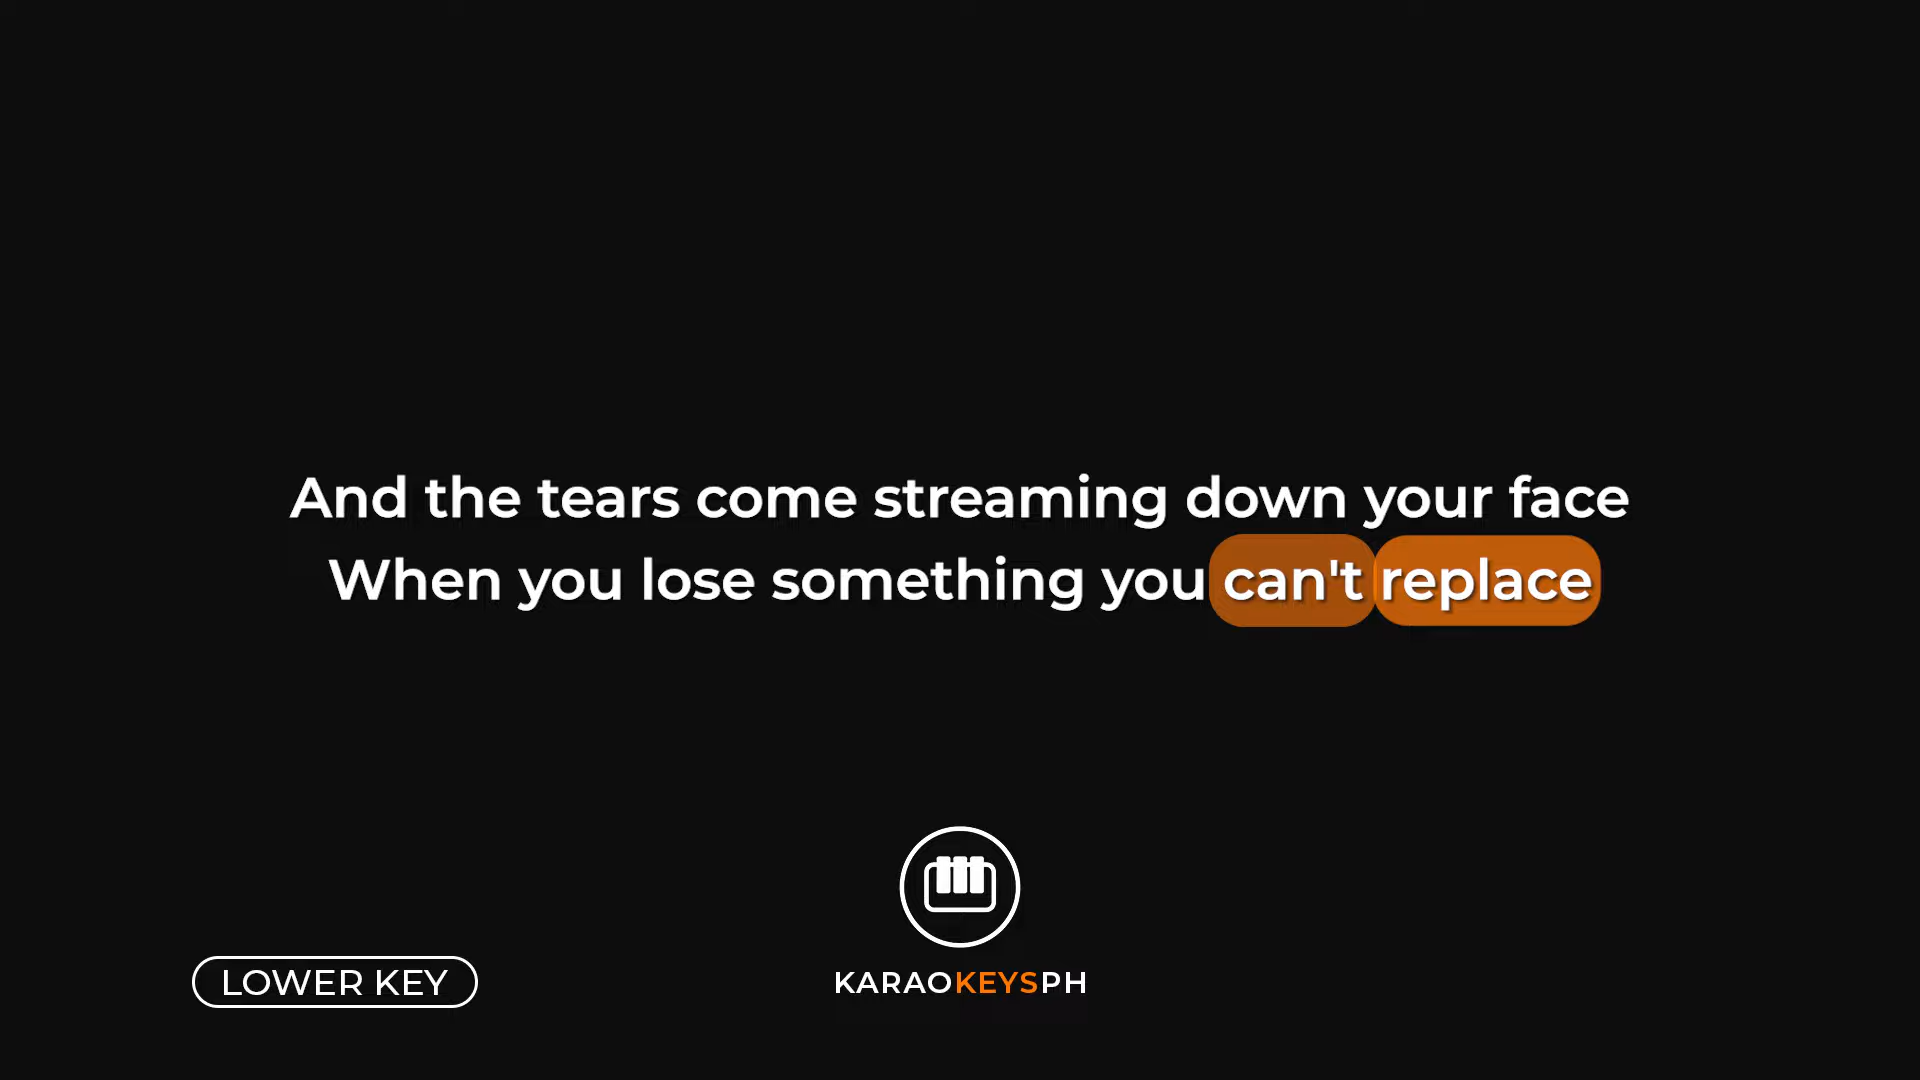 And the tears come streaming down your face
When you lose something you can't replace
LOWER KEY
KARAOKEYSPH